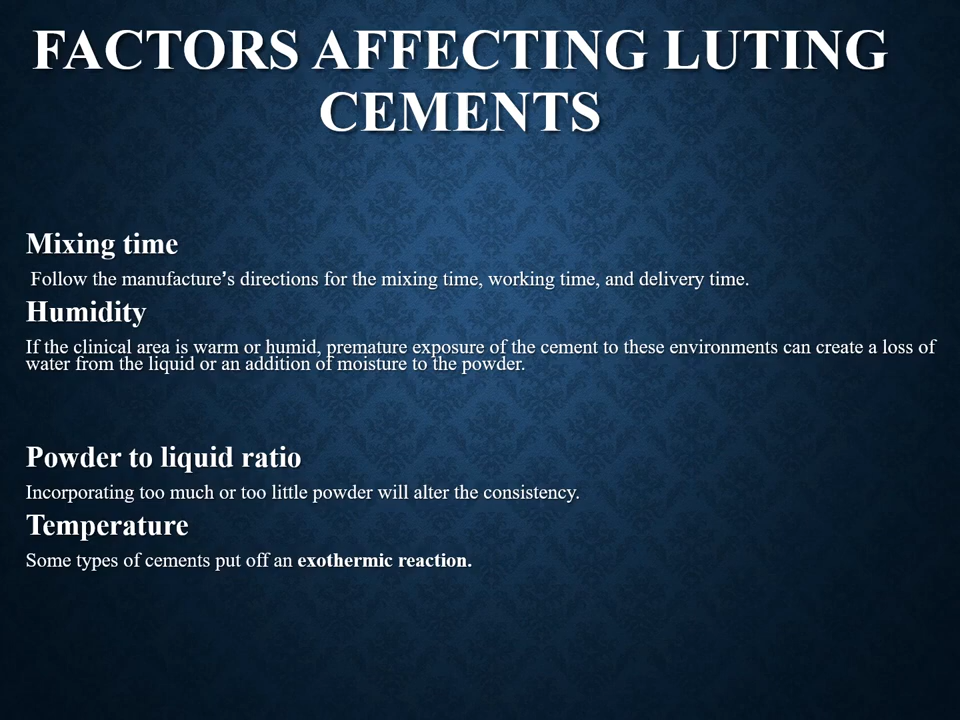 FACTORS AFFECTING LUTING
CEMENTS
Mixing time
Follow the manufacture's directions for the mixing time, working time, and delivery time.
Humidity
If the clinical area is warm or humid, premature exposure of the cement to these environments can create a loss of
water from the liquid or an addition of moisture to the powder.
Powder to liquid ratio
Incorporating too much or too little powder will alter the consistency.
Temperature
Some types of cements put off an exothermic reaction.